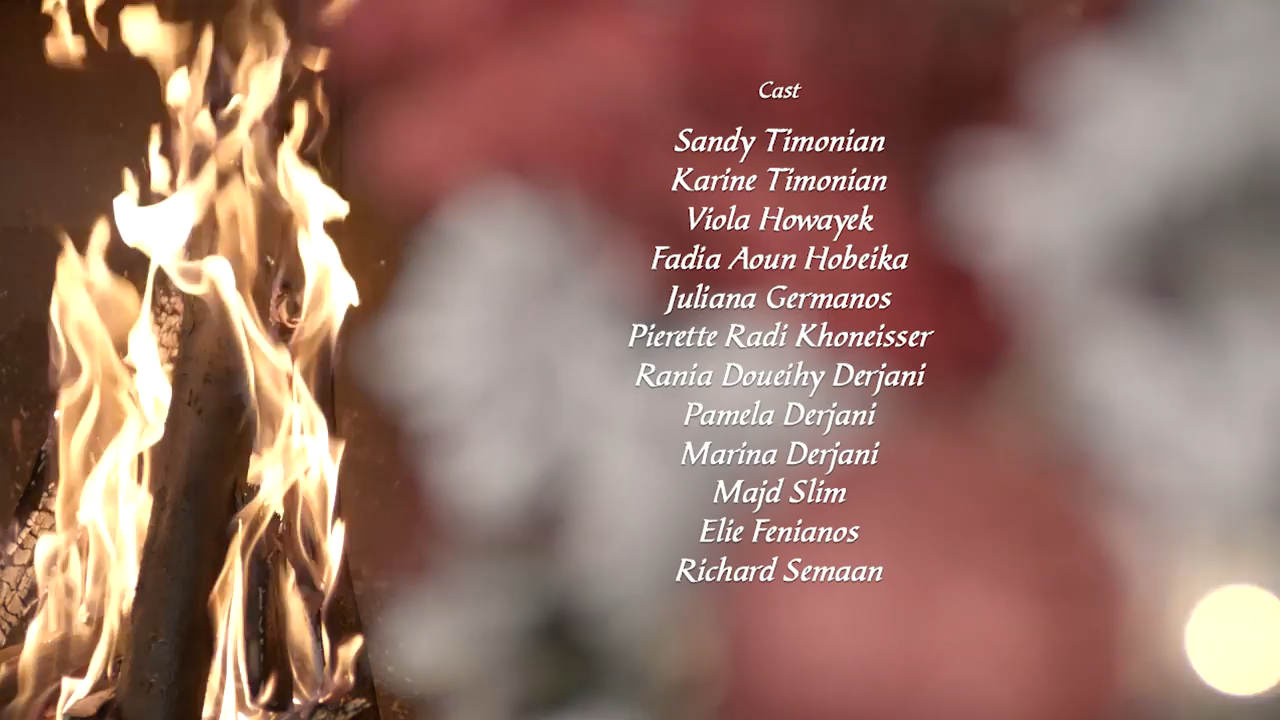 Cast
Sandy Timonian
Karine Timonian
Viola Howayek
Fadia Aoun Hobeika
Juliana Germanos
Pierette Radi Khoneisser
Rania Doueihy Derjani
Pamela Derjani
Marina Derjani
Majd Slim
Elie Fenianos
Richard Semaan